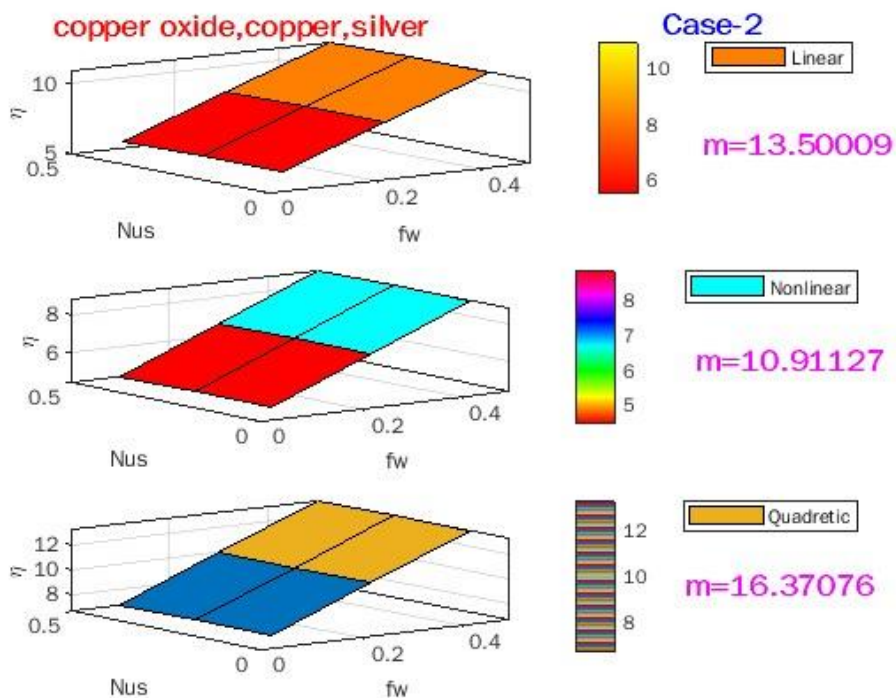 copper oxide,copper,silver
Case-2
10
5
η
0.5
0
0
0.2
0.4
Nus
fw
10
8
6
Linear
m=13.50009
8
6
η
0.5
0
0
0.2
0.4
Nus
fw
8
7
6
5
Nonlinear
m=10.91127
12
10
8
η
0.5
0
0
0.2
0.4
Nus
fw
12
10
8
Quadretic
m=16.37076